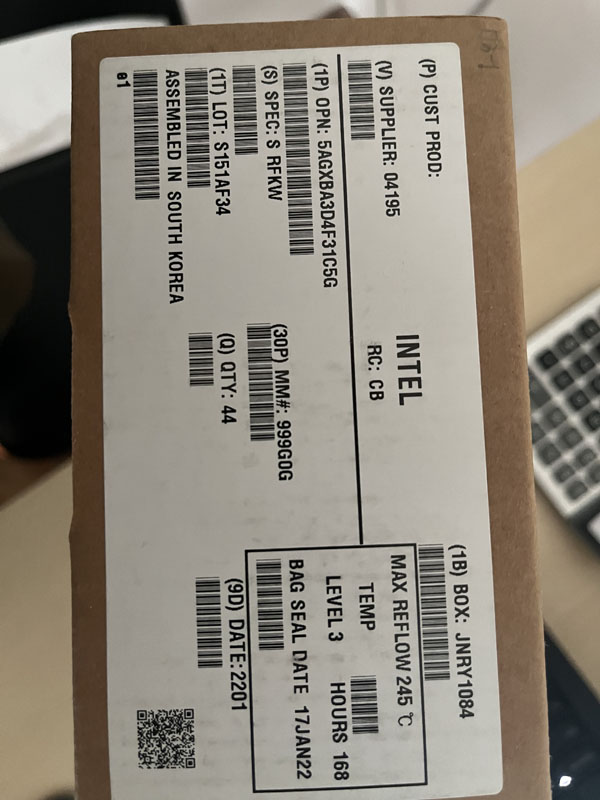 (P) CUST PROD:
(1B) BOX: JNRY1084
(V) SUPPLIER: 04195
INTEL
RC: CB
MAX REFLOW 245 °C
TEMP
LEVEL 3 HOURS 168
BAG SEAL DATE 17JAN22
(1P) OPN: 5AGXBA3D4F31C5G
(S) SPEC: S RFKW
(30P) MM#: 999G0G
(1T) LOT: S151AF34
(Q) QTY: 44
(9D) DATE: 2201
ASSEMBLED IN SOUTH KOREA
e1